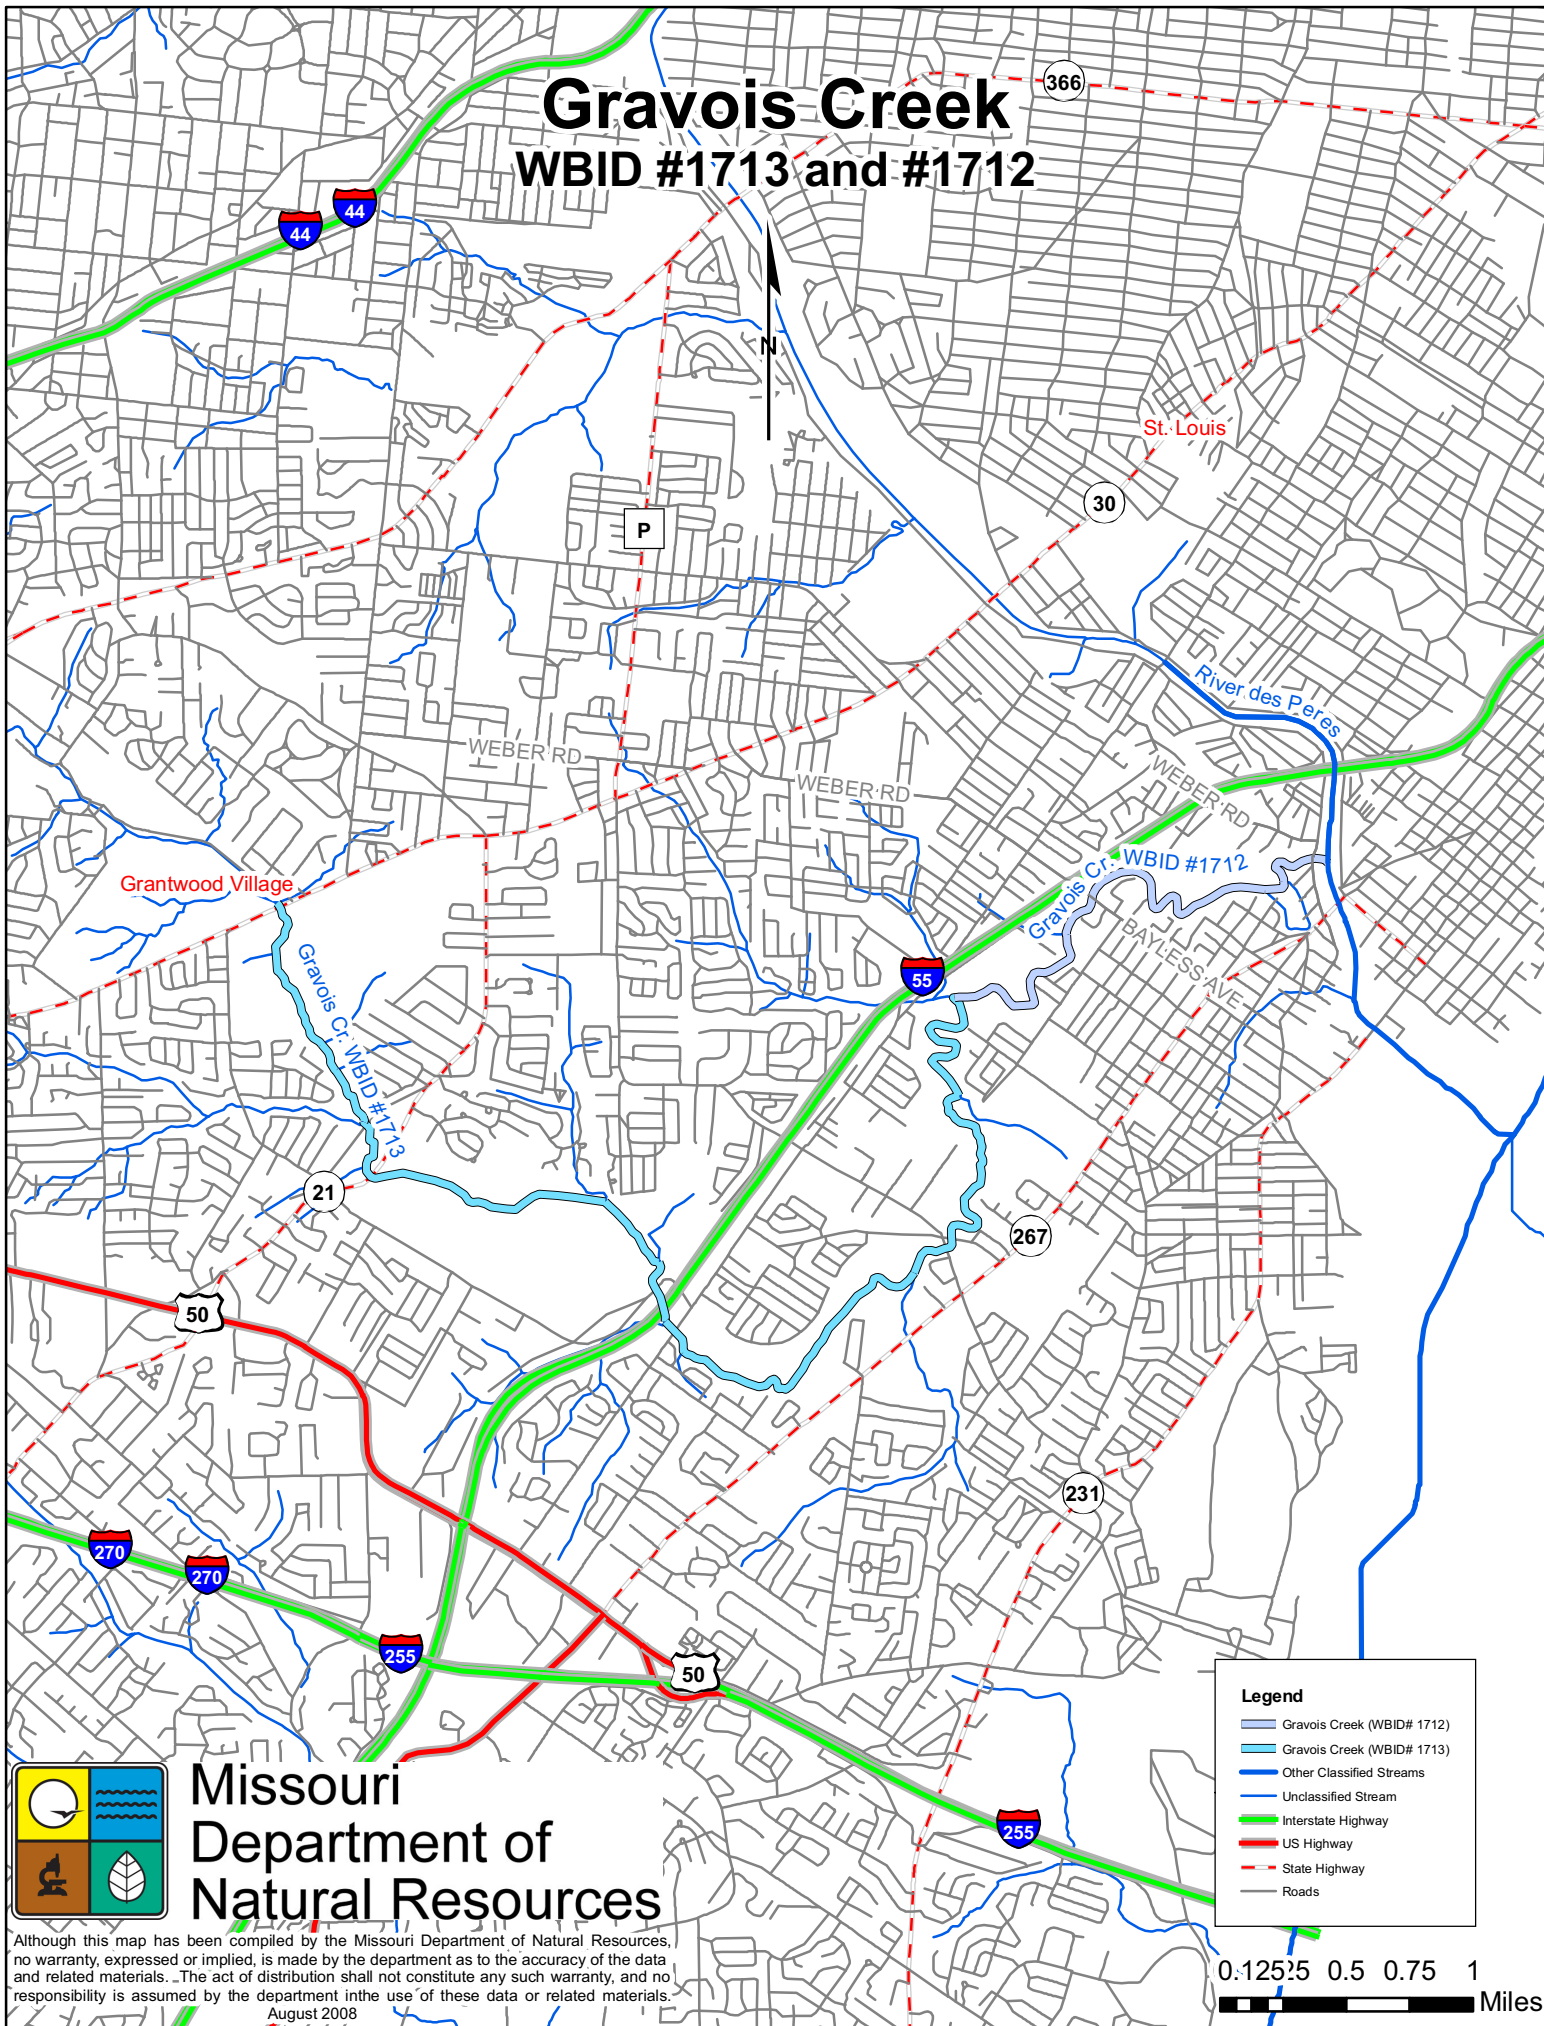 Gravois Creek
WBID #1713 and #1712
366
44
44
N
St. Louis
30
P
River des Peres
WEBER RD
WEBER RD
WEBER RD
Gravois Cr. WBID #1712
Grantwood Village
BAYLESS AVE
Gravois Cr. WBID #1713
55
21
267
50
231
270
270
255
50
255
Legend
Gravois Creek (WBID# 1712)
Gravois Creek (WBID# 1713)
Other Classified Streams
Unclassified Stream
Interstate Highway
US Highway
State Highway
Roads
Missouri
Department of
Natural Resources
Although this map has been compiled by the Missouri Department of Natural Resources,
no warranty, expressed or implied, is made by the department as to the accuracy of the data
and related materials. The act of distribution shall not constitute any such warranty, and no
responsibility is assumed by the department inthe use of these data or related materials.
August 2008
0.5 0.75 1
Miles